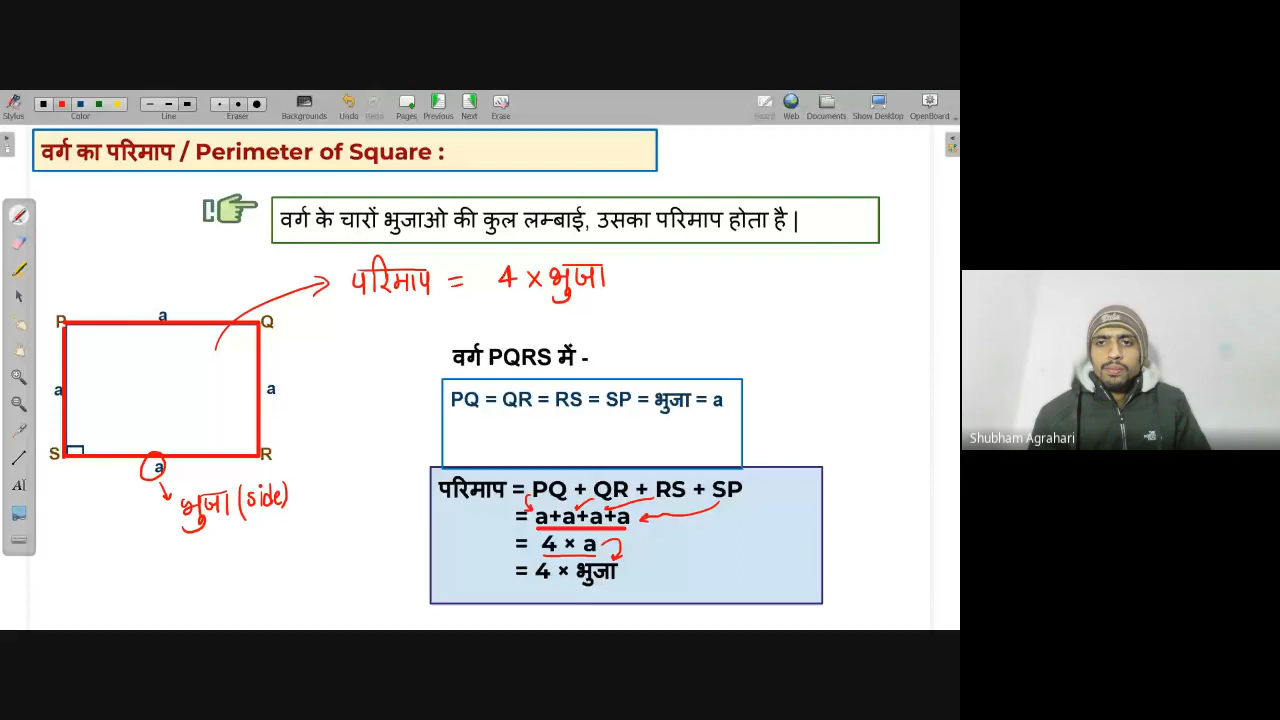 Stylus
Color
Line
Eraser
Backgrounds
Undo
Redo
Pages
Previous
Next
Erase
Board
Web
Documents
Show Desktop
OpenBoard
वर्ग का परिमाप / Perimeter of Square :
वर्ग के चारों भुजाओ की कुल लम्बाई, उसका परिमाप होता है |
परिमाप = 4 × भुजा
P
a
Q
a
a
S
R
a
भुजा (side)
वर्ग PQRS में -
PQ = QR = RS = SP = भुजा = a
परिमाप = PQ + QR + RS + SP
= a+a+a+a
= 4 × a
= 4 × भुजा
Shubham Agrahari